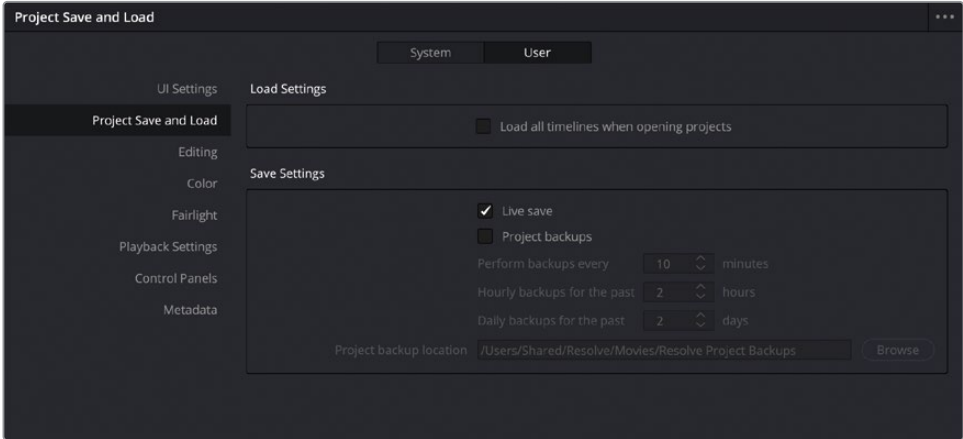 Project Save and Load
System User
UI Settings
Project Save and Load
Editing
Color
Fairlight
Playback Settings
Control Panels
Metadata
Load Settings
Load all timelines when opening projects
Save Settings
Live save
Project backups
Perform backups every 10 minutes
Hourly backups for the past 2 hours
Daily backups for the past 2 days
Project backup location /Users/Shared/Resolve/Movies/Resolve Project Backups Browse